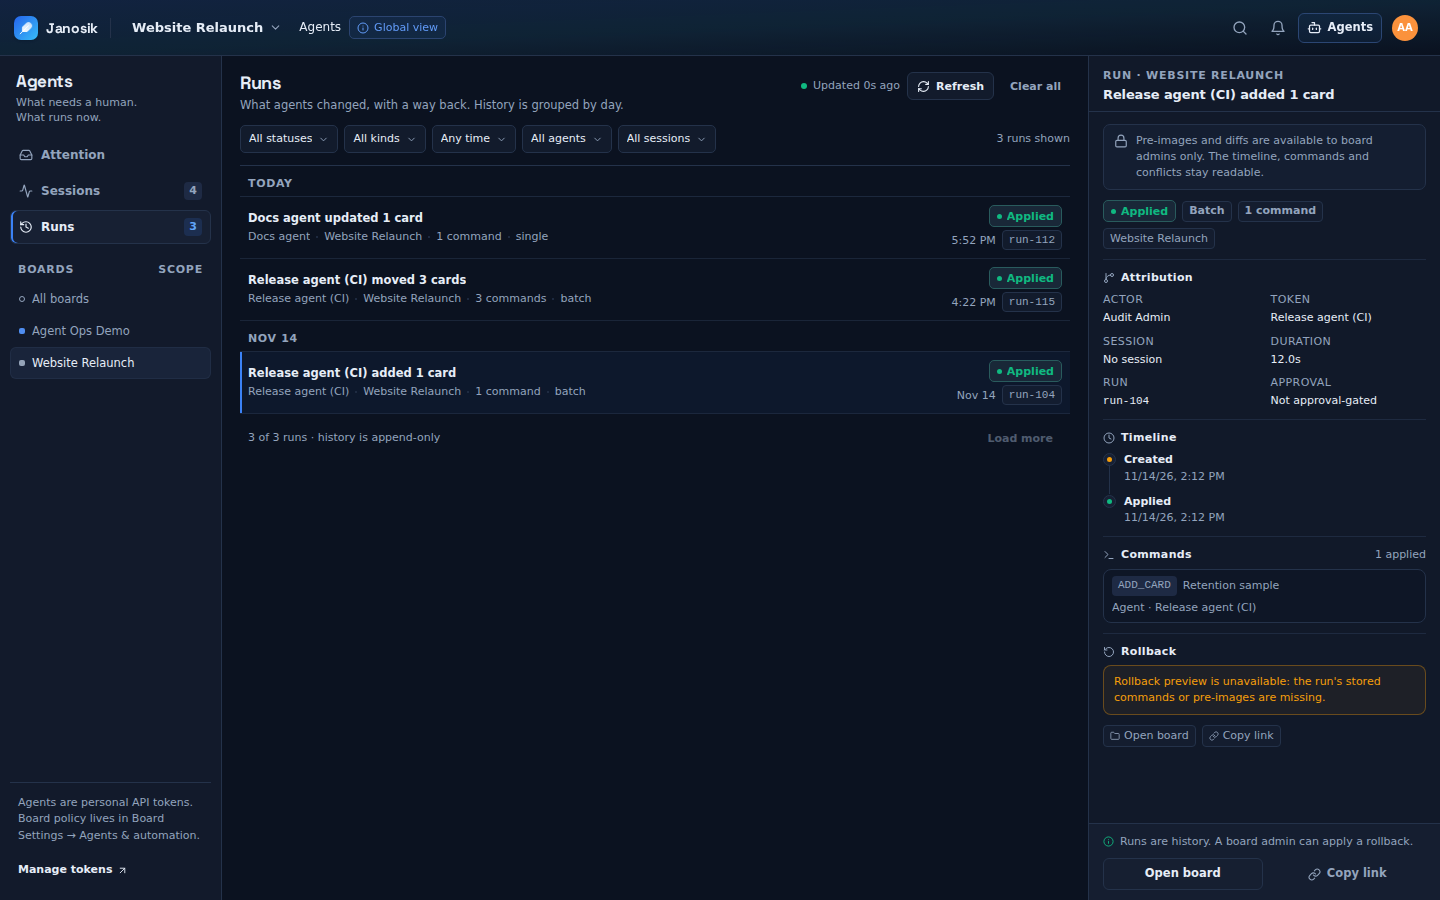 Janosik
Website Relaunch
Agents
Global view
Agents
AA
Agents
What needs a human.
What runs now.
Attention
Sessions 4
Runs 3
BOARDS SCOPE
All boards
Agent Ops Demo
Website Relaunch
Agents are personal API tokens.
Board policy lives in Board
Settings → Agents & automation.
Manage tokens
Runs
What agents changed, with a way back. History is grouped by day.
Updated 0s ago
Refresh
Clear all
All statuses
All kinds
Any time
All agents
All sessions
3 runs shown
TODAY
Docs agent updated 1 card
Applied
Docs agent · Website Relaunch · 1 command · single
5:52 PM run-112
Release agent (CI) moved 3 cards
Applied
Release agent (CI) · Website Relaunch · 3 commands · batch
4:22 PM run-115
NOV 14
Release agent (CI) added 1 card
Applied
Release agent (CI) · Website Relaunch · 1 command · batch
Nov 14 run-104
3 of 3 runs · history is append-only
Load more
RUN · WEBSITE RELAUNCH
Release agent (CI) added 1 card
Pre-images and diffs are available to board
admins only. The timeline, commands and
conflicts stay readable.
Applied
Batch
1 command
Website Relaunch
Attribution
ACTOR TOKEN
Audit Admin Release agent (CI)
SESSION DURATION
No session 12.0s
RUN APPROVAL
run-104 Not approval-gated
Timeline
Created
11/14/26, 2:12 PM
Applied
11/14/26, 2:12 PM
Commands 1 applied
ADD_CARD Retention sample
Agent · Release agent (CI)
Rollback
Rollback preview is unavailable: the run's stored
commands or pre-images are missing.
Open board
Copy link
Runs are history. A board admin can apply a rollback.
Open board
Copy link